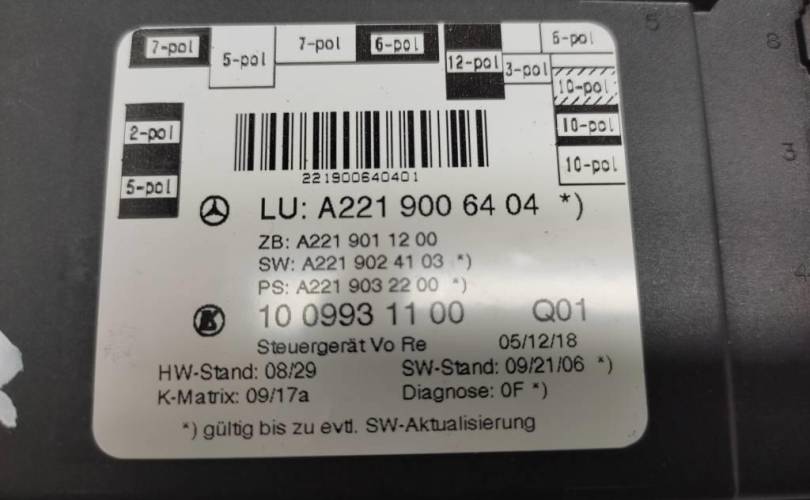 7-pol
5-pol
7-pol
6-pol
12-pol
3-pol
6-pol
10-pol
10-pol
10-pol
2-pol
5-pol
221900640401
LU: A221 900 64 04 *)
ZB: A221 901 12 00
SW: A221 902 41 03 *)
PS: A221 903 22 00 *)
10 0993 11 00 Q01
Steuergerät Vo Re 05/12/18
HW-Stand: 08/29 SW-Stand: 09/21/06 *)
K-Matrix: 09/17a Diagnose: 0F *)
*) gültig bis zu evtl. SW-Aktualisierung
5
8
3